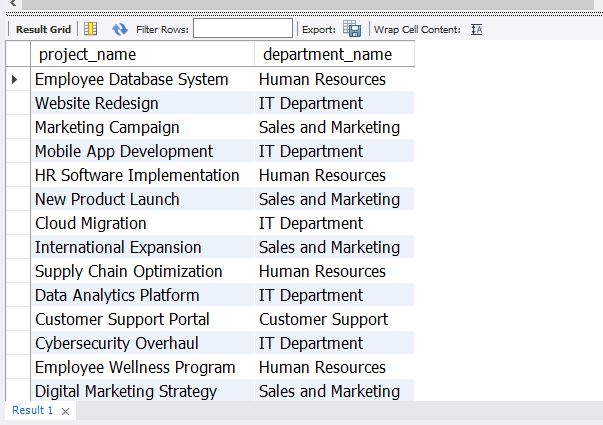 Result Grid Filter Rows: Export: Wrap Cell Content: IA
project_name department_name
Employee Database System Human Resources
Website Redesign IT Department
Marketing Campaign Sales and Marketing
Mobile App Development IT Department
HR Software Implementation Human Resources
New Product Launch Sales and Marketing
Cloud Migration IT Department
International Expansion Sales and Marketing
Supply Chain Optimization Human Resources
Data Analytics Platform IT Department
Customer Support Portal Customer Support
Cybersecurity Overhaul IT Department
Employee Wellness Program Human Resources
Digital Marketing Strategy Sales and Marketing
Result 1 ×